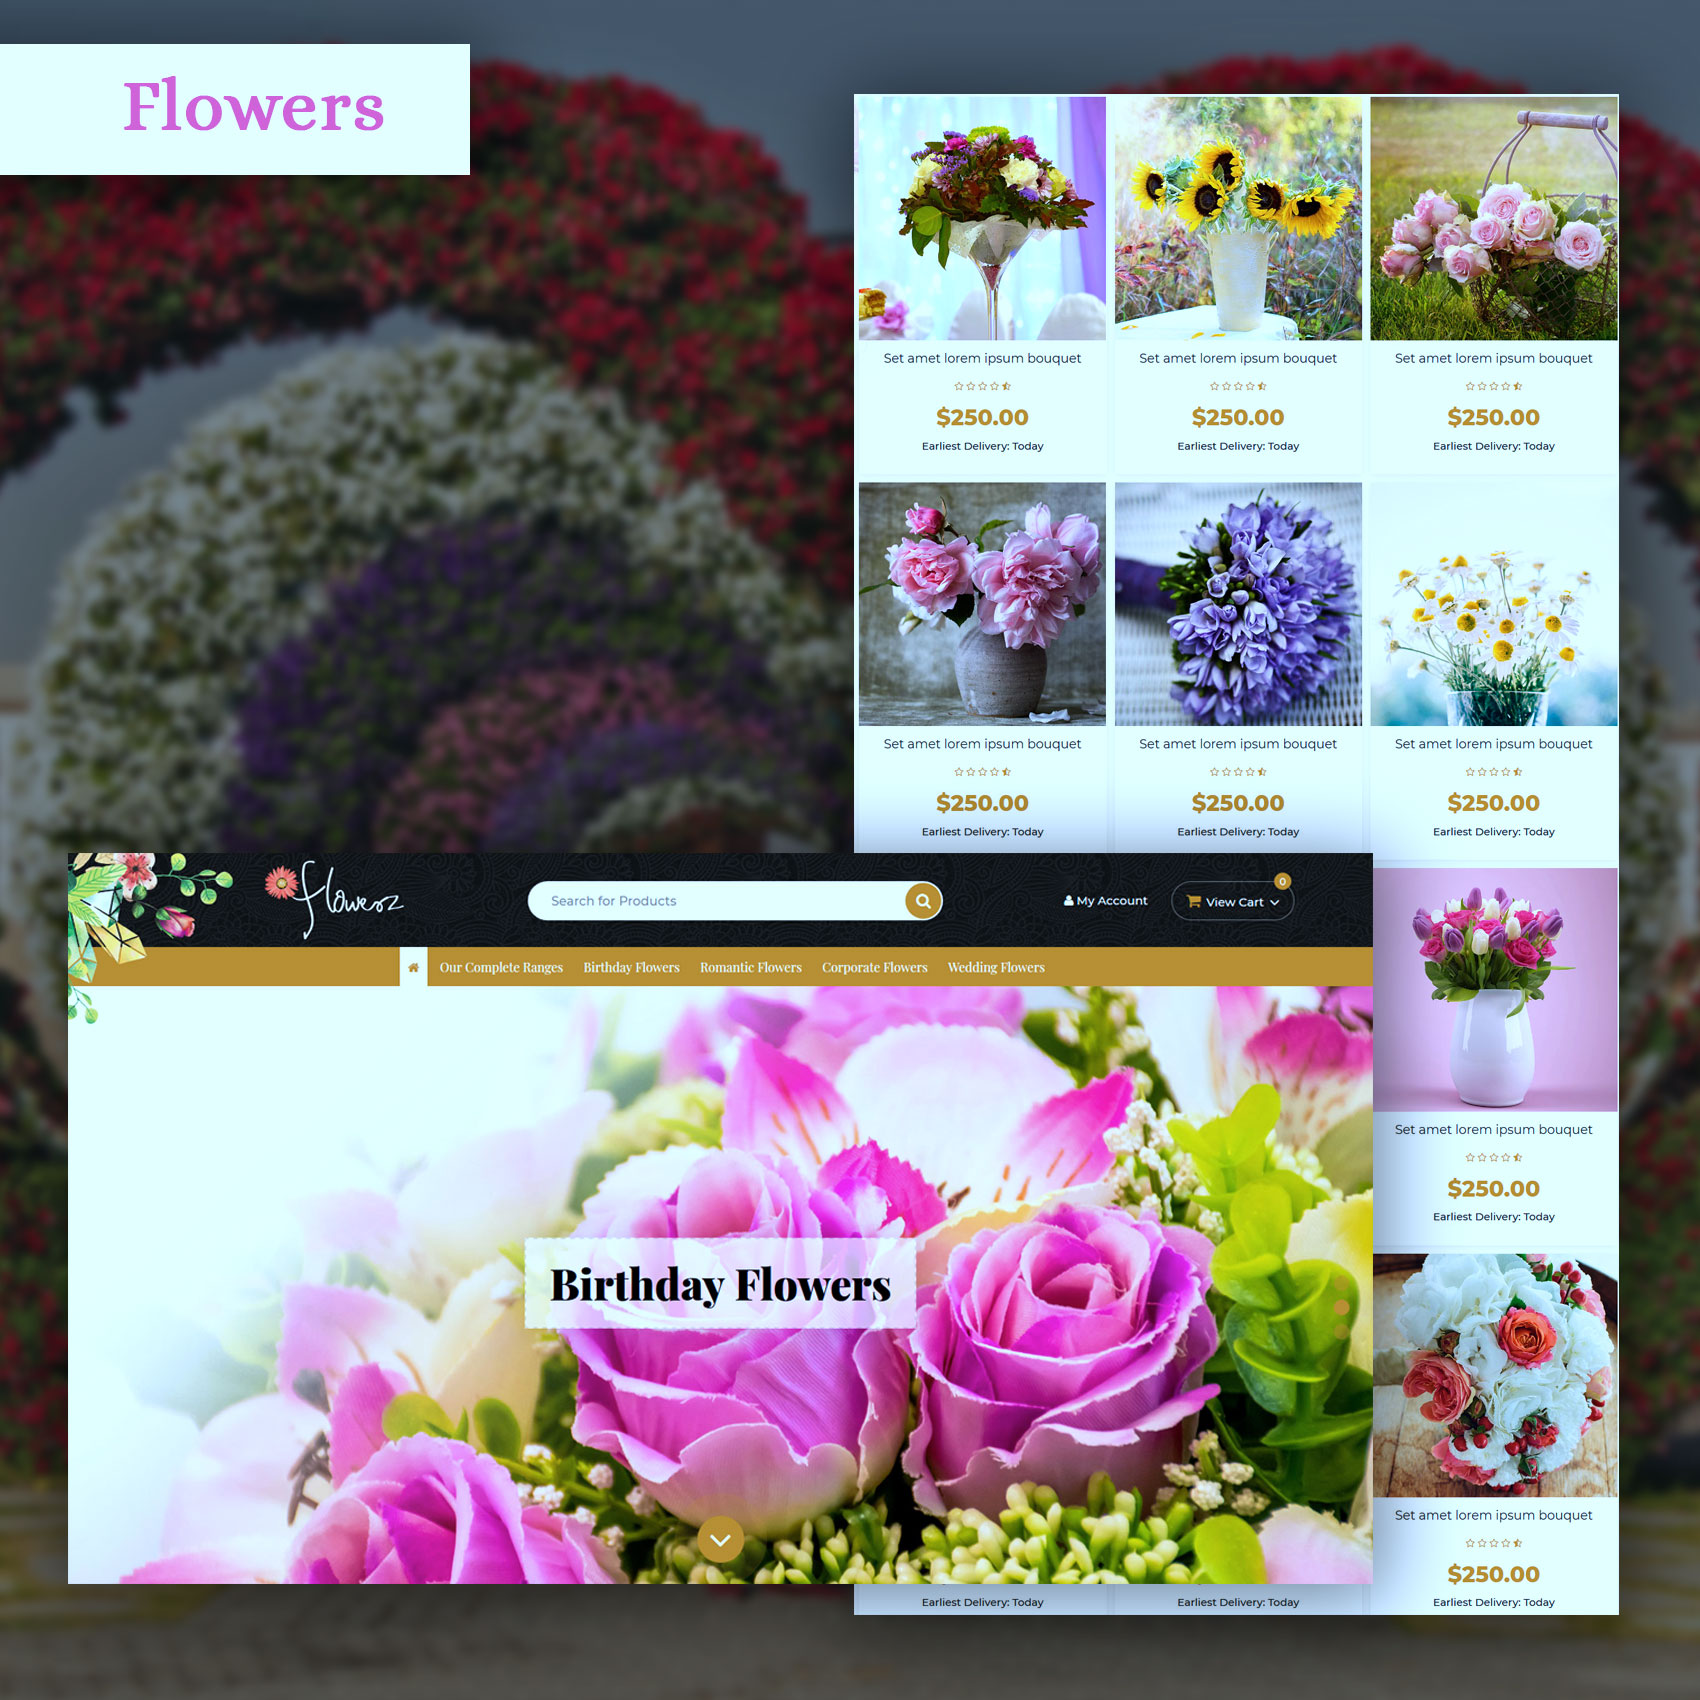 Flowers
Set amet lorem ipsum bouquet
$250.00
Earliest Delivery: Today
Set amet lorem ipsum bouquet
$250.00
Earliest Delivery: Today
Set amet lorem ipsum bouquet
$250.00
Earliest Delivery: Today
Set amet lorem ipsum bouquet
$250.00
Earliest Delivery: Today
Set amet lorem ipsum bouquet
$250.00
Earliest Delivery: Today
Set amet lorem ipsum bouquet
$250.00
Earliest Delivery: Today
flowerz
Search for Products
My Account
View Cart
0
Our Complete Ranges Birthday Flowers Romantic Flowers Corporate Flowers Wedding Flowers
Birthday Flowers
Set amet lorem ipsum bouquet
$250.00
Earliest Delivery: Today
Set amet lorem ipsum bouquet
$250.00
Earliest Delivery: Today
Earliest Delivery: Today
Earliest Delivery: Today